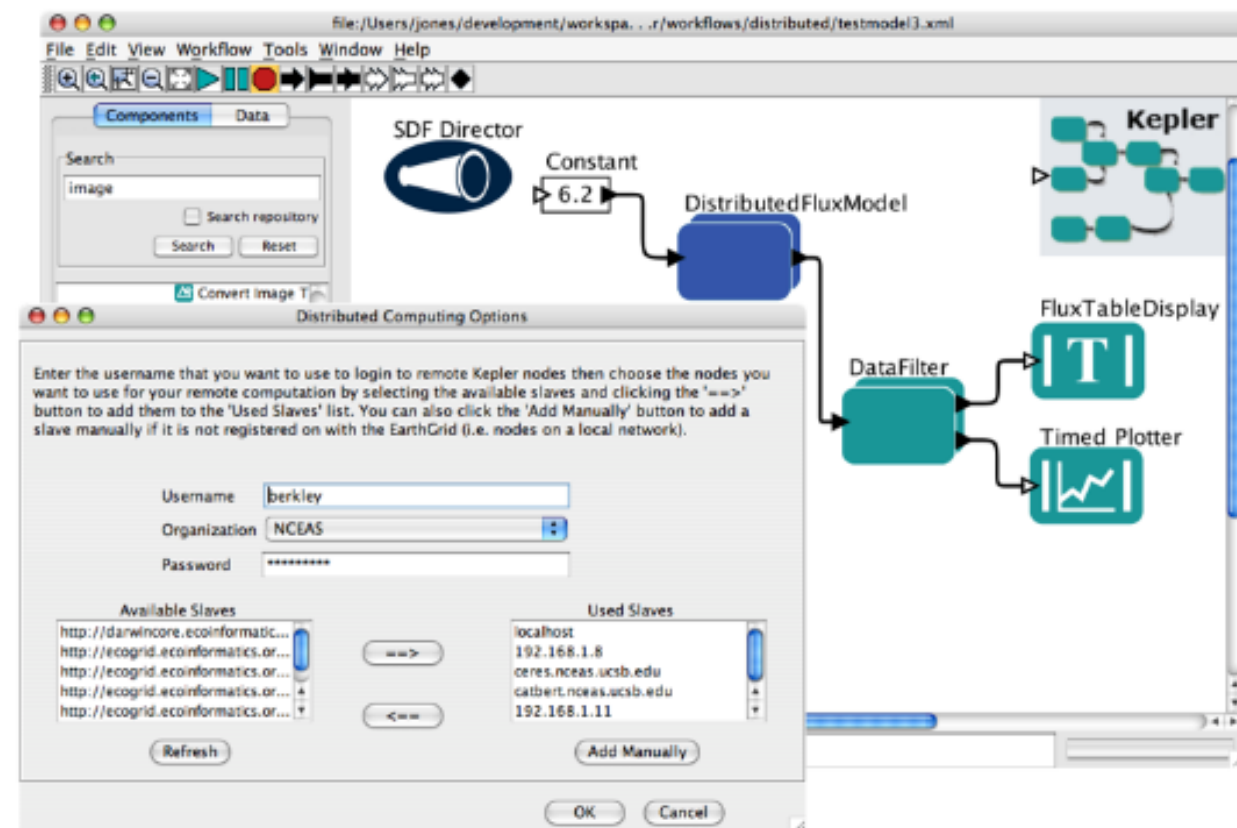 file:/Users/jones/development/workspa. . .r/workflows/distributed/testmodel3.xml
File Edit View Workflow Tools Window Help
Components Data
Search
image
Search repository
Search Reset
Convert Image T
SDF Director
Constant
6.2
DistributedFluxModel
Kepler
FluxTableDisplay
T
DataFilter
Timed Plotter
Distributed Computing Options
Enter the username that you want to use to login to remote Kepler nodes then choose the nodes you
want to use for your remote computation by selecting the available slaves and clicking the '==>'
button to add them to the 'Used Slaves' list. You can also click the 'Add Manually' button to add a
slave manually if it is not registered on with the EarthGrid (i.e. nodes on a local network).
Username berkley
Organization NCEAS
Password *********
Available Slaves
http://darwincore.ecoinformatic...
http://ecogrid.ecoinformatics.or...
http://ecogrid.ecoinformatics.or...
http://ecogrid.ecoinformatics.or...
http://ecogrid.ecoinformatics.or...
==>
<==
Used Slaves
localhost
192.168.1.8
ceres.nceas.ucsb.edu
catbert.nceas.ucsb.edu
192.168.1.11
Refresh
Add Manually
OK Cancel